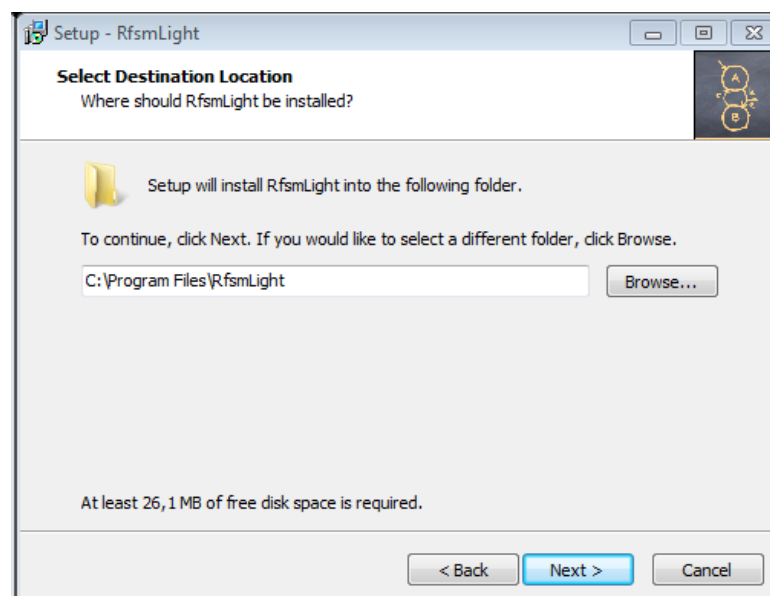 Setup - RfsmLight
Select Destination Location
Where should RfsmLight be installed?
A
B
Setup will install RfsmLight into the following folder.
To continue, click Next. If you would like to select a different folder, click Browse.
C:\Program Files\RfsmLight
Browse...
At least 26,1 MB of free disk space is required.
< Back
Next >
Cancel